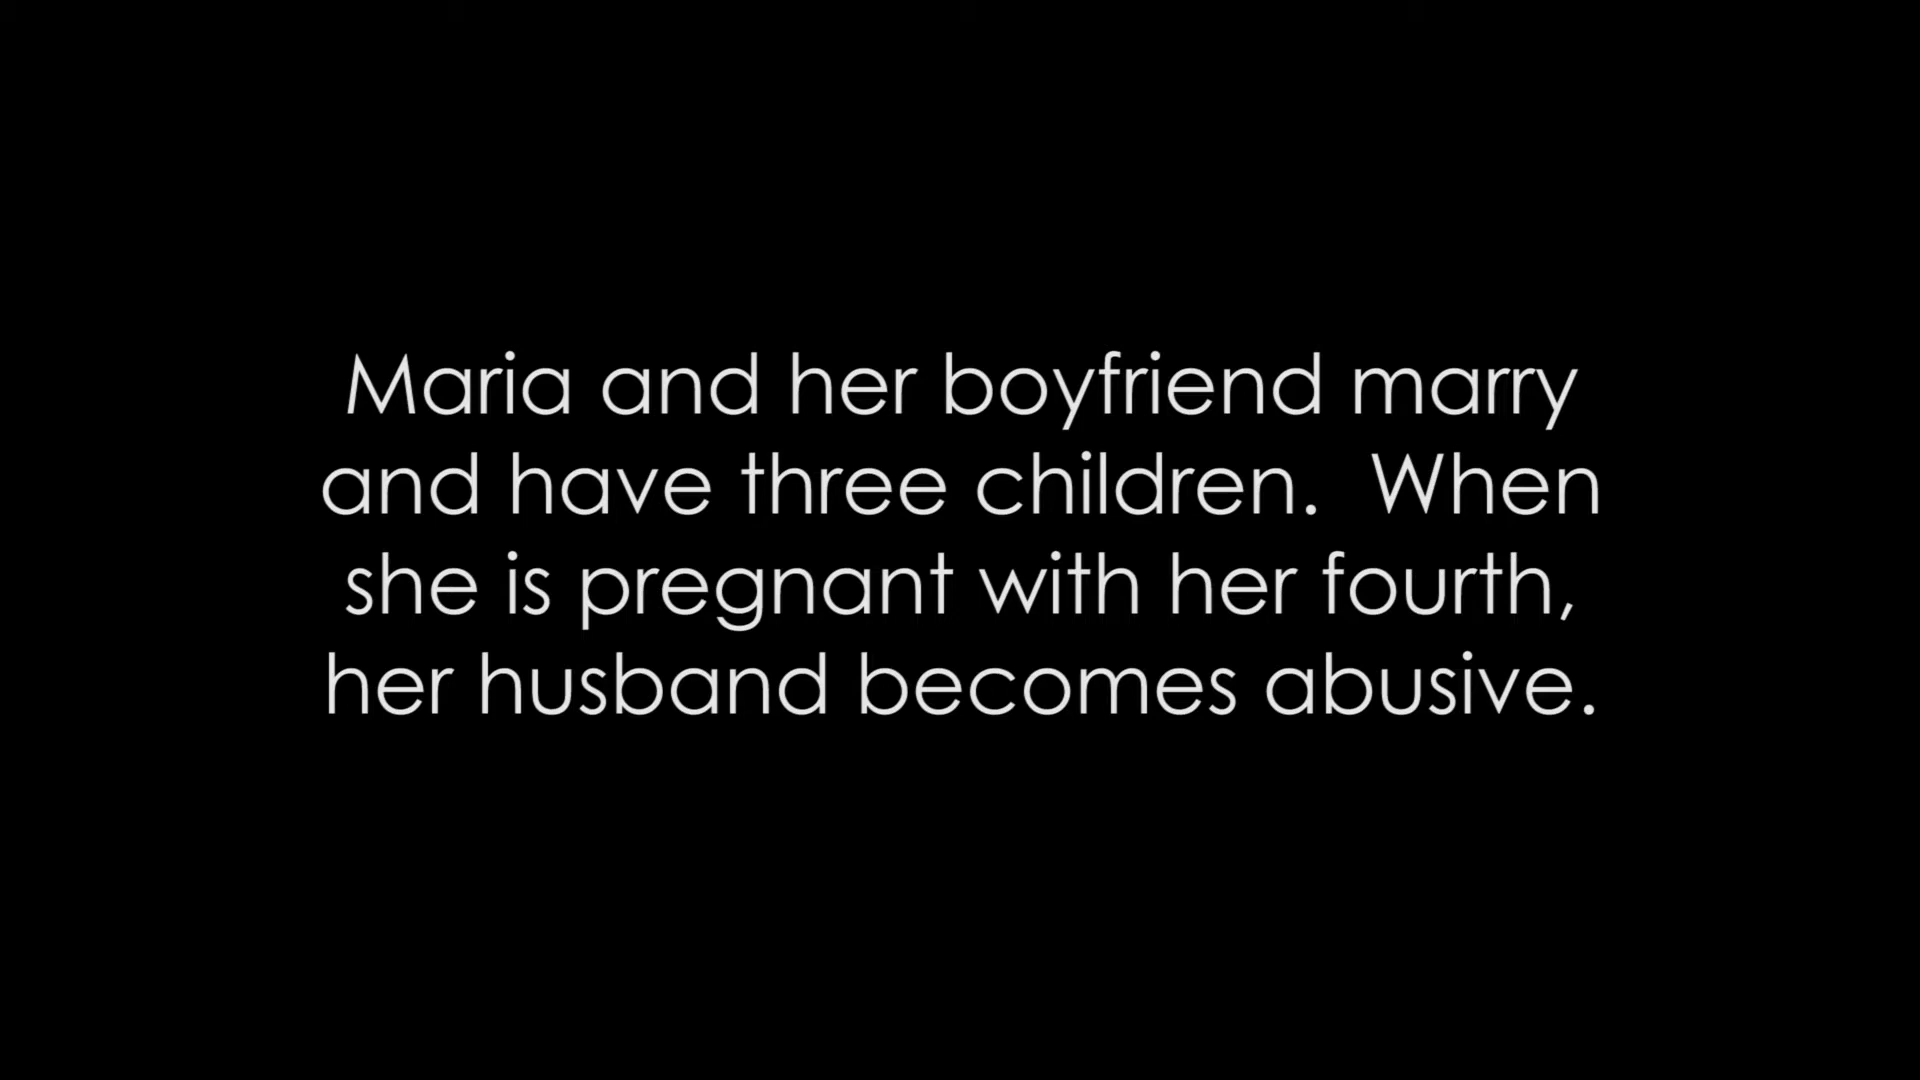 Maria and her boyfriend marry
and have three children.  When
she is pregnant with her fourth,
her husband becomes abusive.